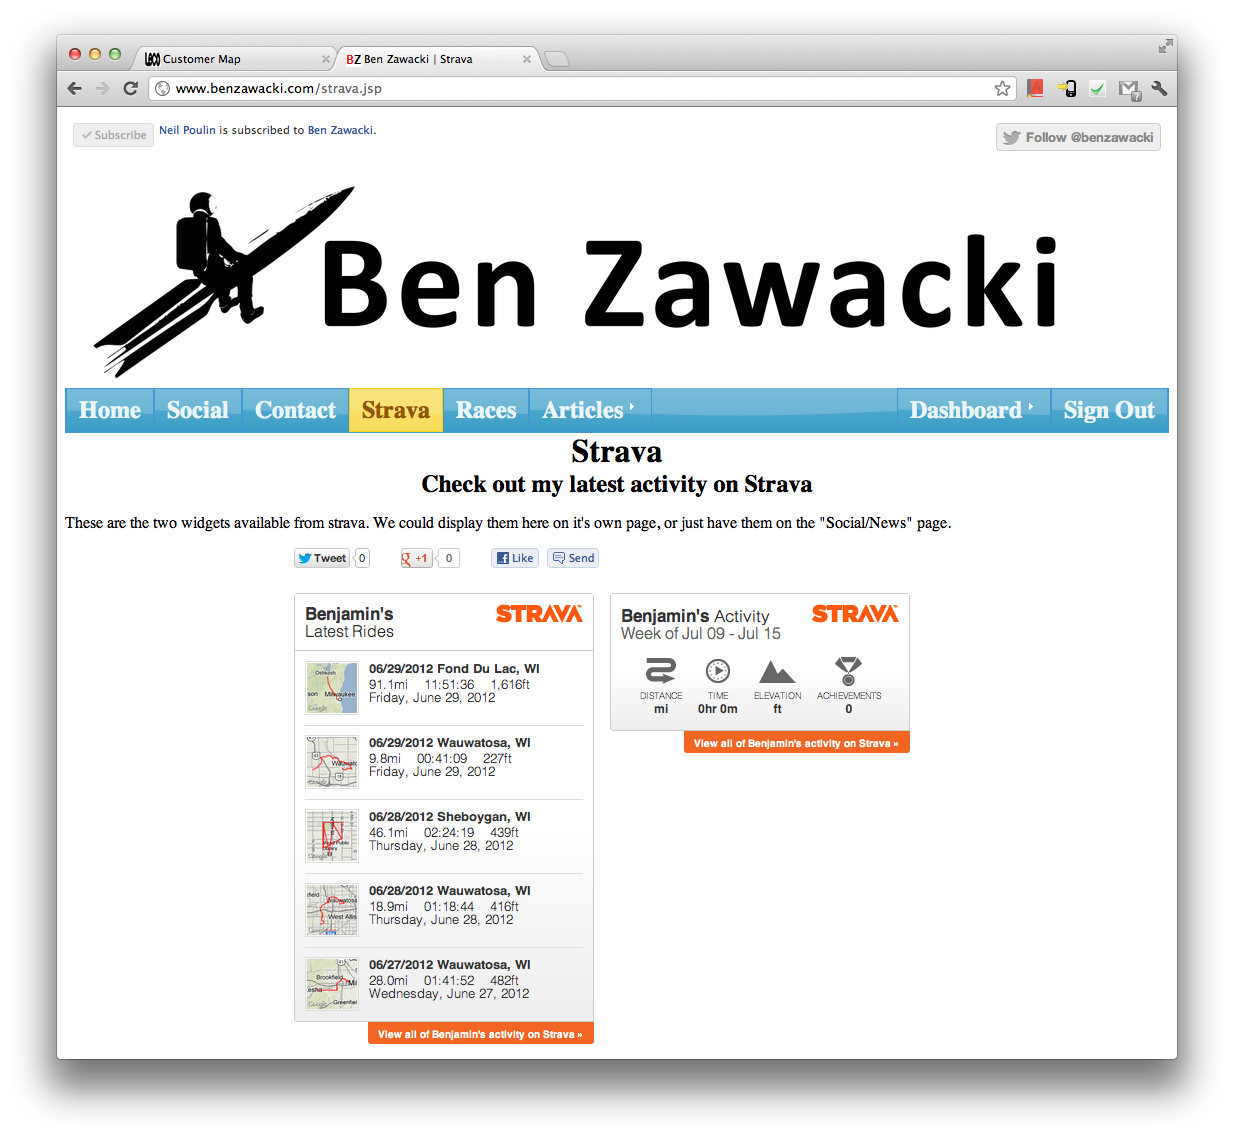 Customer Map
BZ Ben Zawacki | Strava
www.benzawacki.com/strava.jsp
Subscribe
Neil Poulin is subscribed to Ben Zawacki.
Follow @benzawacki
Ben Zawacki
Home
Social
Contact
Strava
Races
Articles
Dashboard
Sign Out
Strava
Check out my latest activity on Strava
These are the two widgets available from strava. We could display them here on it's own page, or just have them on the "Social/News" page.
Tweet 0
g +1 0
Like
Send
Benjamin's
Latest Rides
STRAVA
06/29/2012 Fond Du Lac, WI
91.1mi 11:51:36 1,616ft
Friday, June 29, 2012
06/29/2012 Wauwatosa, WI
9.8mi 00:41:09 227ft
Friday, June 29, 2012
06/28/2012 Sheboygan, WI
46.1mi 02:24:19 439ft
Thursday, June 28, 2012
06/28/2012 Wauwatosa, WI
18.9mi 01:18:44 416ft
Thursday, June 28, 2012
06/27/2012 Wauwatosa, WI
28.0mi 01:41:52 482ft
Wednesday, June 27, 2012
View all of Benjamin's activity on Strava »
Benjamin's Activity
Week of Jul 09 - Jul 15
STRAVA
DISTANCE
mi
TIME
0hr 0m
ELEVATION
ft
ACHIEVEMENTS
0
View all of Benjamin's activity on Strava »